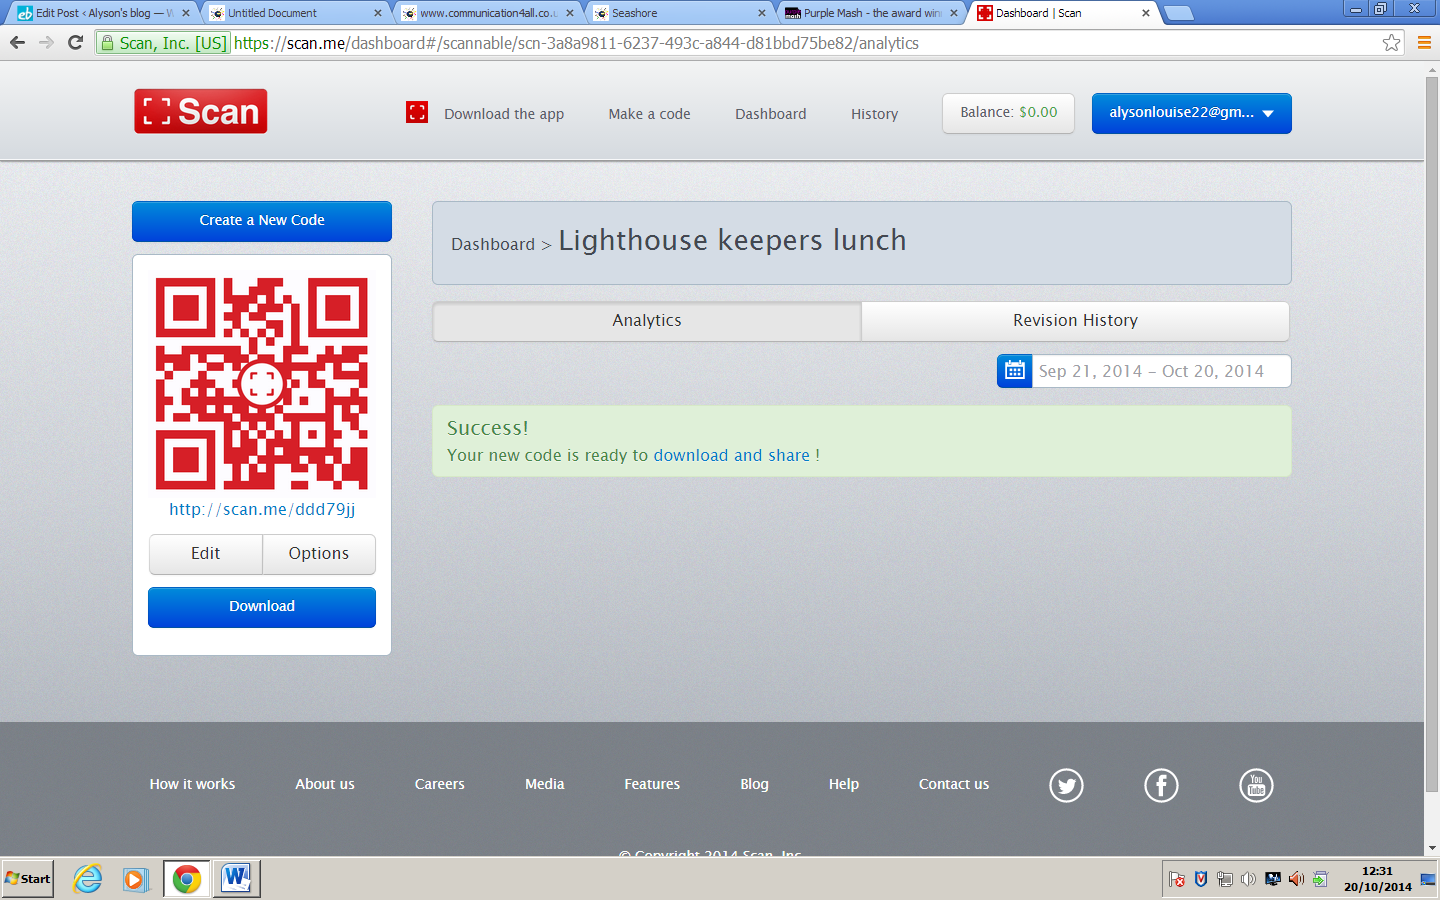 Edit Post ‹ Alyson's blog — W
Untitled Document
www.communication4all.co.u
Seashore
Purple Mash - the award win
Dashboard | Scan
Scan, Inc. [US] https://scan.me/dashboard#/scannable/scn-3a8a9811-6237-493c-a844-d81bbd75be82/analytics
Scan
Download the app
Make a code
Dashboard
History
Balance: $0.00
alysonlouise22@gm...
Create a New Code
Dashboard > Lighthouse keepers lunch
Analytics
Revision History
Sep 21, 2014 - Oct 20, 2014
Success!
Your new code is ready to download and share !
http://scan.me/ddd79jj
Edit
Options
Download
How it works
About us
Careers
Media
Features
Blog
Help
Contact us
You
Tube
© Copyright 2014 Scan, Inc
Start
12:31
20/10/2014